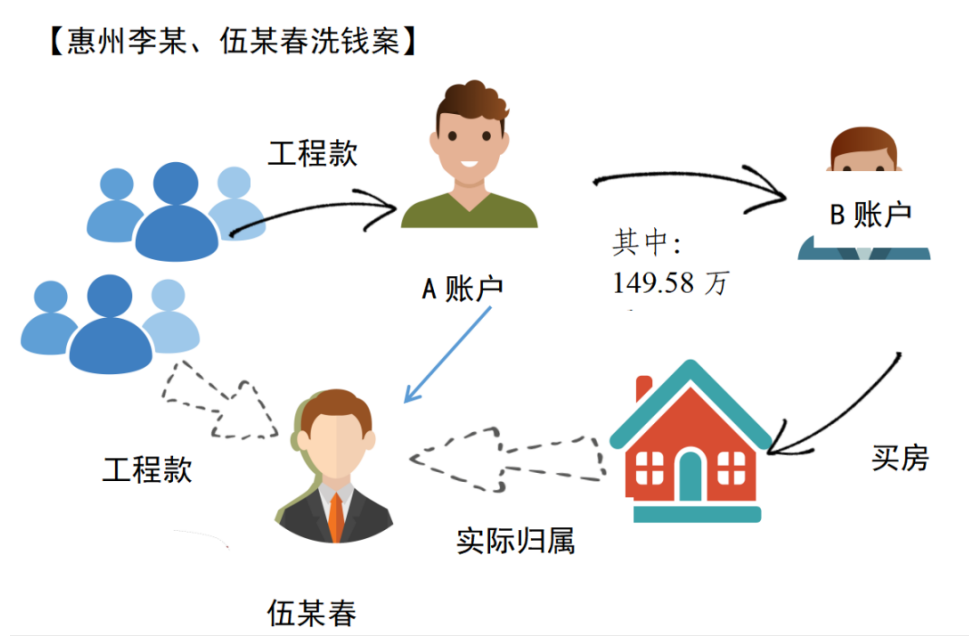 【惠州李某、伍某春洗钱案】
工程款
A 账户
其中：
149.58 万
B 账户
工程款
买房
实际归属
伍某春